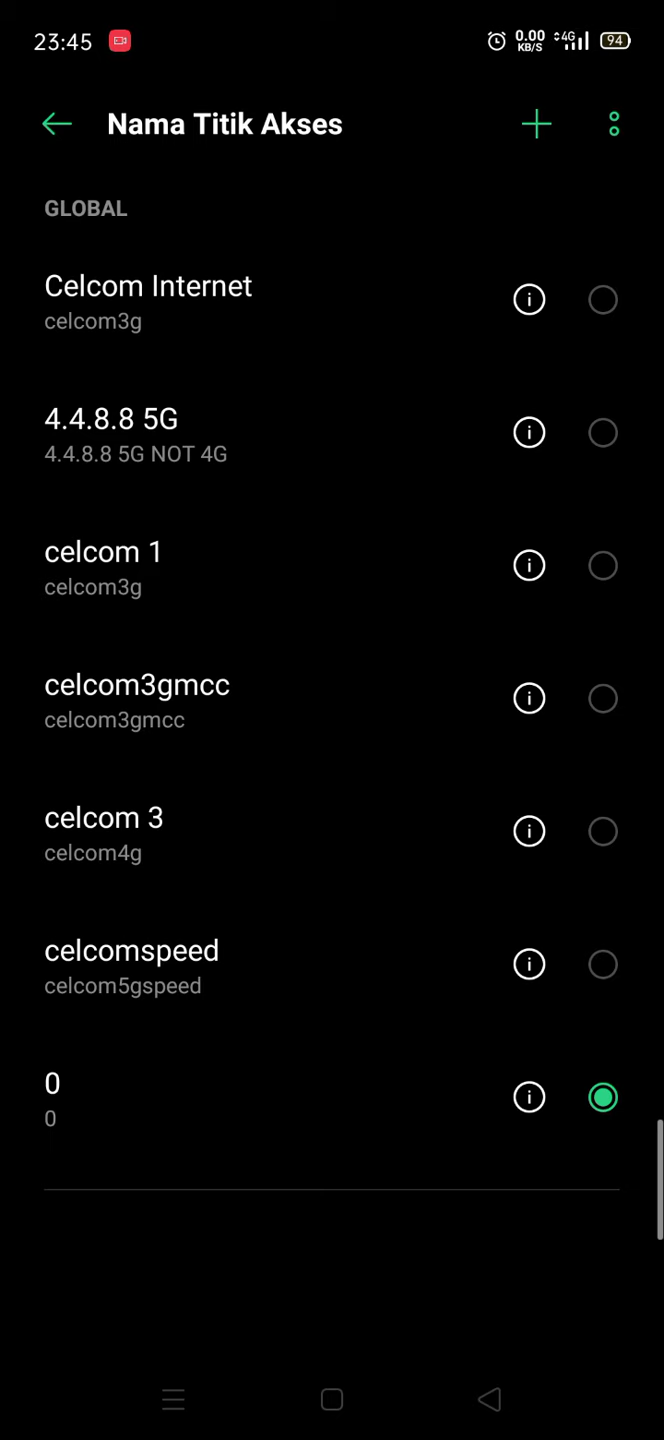 23:45
0.00
KB/S
4G
94
Nama Titik Akses
GLOBAL
Celcom Internet
celcom3g
4.4.8.8 5G
4.4.8.8 5G NOT 4G
celcom 1
celcom3g
celcom3gmcc
celcom3gmcc
celcom 3
celcom4g
celcomspeed
celcom5gspeed
0
0